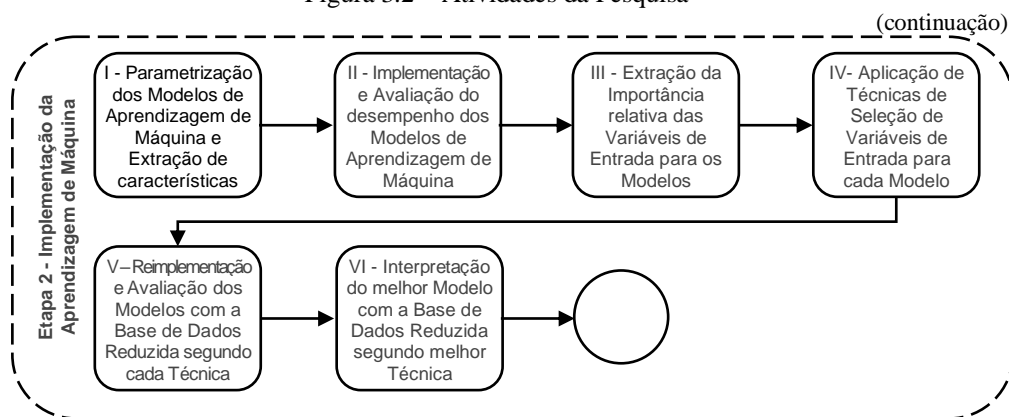 Figura 3.2 – Atividades da Pesquisa
(continuação)
Etapa 2 - Implementação da
Aprendizagem de Máquina
I - Parametrização
dos Modelos de
Aprendizagem de
Máquina e
Extração de
características
II - Implementação
e Avaliação do
desempenho dos
Modelos de
Aprendizagem de
Máquina
III - Extração da
Importância
relativa das
Variáveis de
Entrada para os
Modelos
IV- Aplicação de
Técnicas de
Seleção de
Variáveis de
Entrada para
cada Modelo
V–Reimplementação
e Avaliação dos
Modelos com a
Base de Dados
Reduzida segundo
cada Técnica
VI - Interpretação
do melhor Modelo
com a Base de
Dados Reduzida
segundo melhor
Técnica